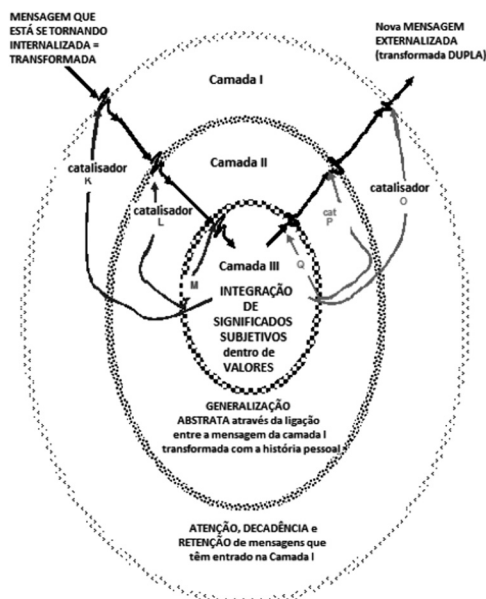 MENSAGEM QUE
ESTÁ SE TORNANDO
INTERNALIZADA =
TRANSFORMADA
Nova MENSAGEM
EXTERNALIZADA
(transformada DUPLA)
Camada I
catalisador
K
Camada II
catalisador
L
cat
P
catalisador
O
Camada III
M
Q
INTEGRAÇÃO
DE
SIGNIFICADOS
SUBJETIVOS
dentro de
VALORES
GENERALIZAÇÃO
ABSTRATA através da ligação
entre a mensagem da camada I
transformada com a história pessoal
ATENÇÃO, DECADÊNCIA e
RETENÇÃO de mensagens que
têm entrado na Camada I